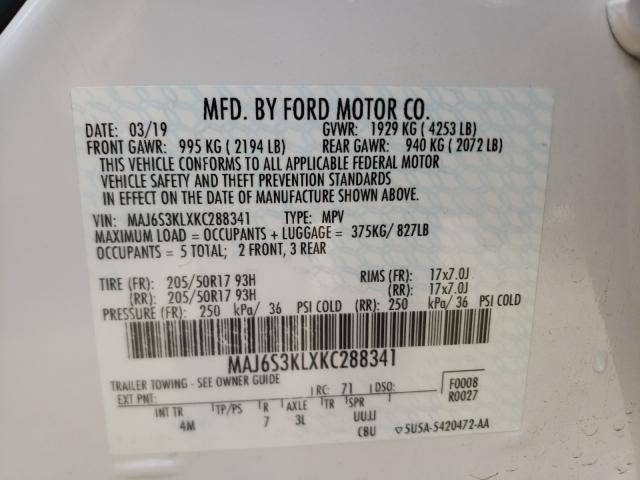 MFD. BY FORD MOTOR CO.
DATE: 03/19 GVWR: 1929 KG ( 4253 LB)
FRONT GAWR: 995 KG ( 2194 LB) REAR GAWR: 940 KG ( 2072 LB)
THIS VEHICLE CONFORMS TO ALL APPLICABLE FEDERAL MOTOR
VEHICLE SAFETY AND THEFT PREVENTION STANDARDS
IN EFFECT ON THE DATE OF MANUFACTURE SHOWN ABOVE.
VIN: MAJ6S3KLXKC288341 TYPE: MPV
MAXIMUM LOAD = OCCUPANTS + LUGGAGE = 375KG/ 827LB
OCCUPANTS = 5 TOTAL; 2 FRONT, 3 REAR
TIRE (FR): 205/50R17 93H RIMS (FR): 17x7.0J
(RR): 205/50R17 93H (RR): 17x7.0J
PRESSURE (FR): 250 kPa/ 36 PSI COLD (RR): 250 kPa/ 36 PSI COLD
MAJ6S3KLXKC288341
TRAILER TOWING - SEE OWNER GUIDE
EXT PNT: RC: 71 DSO: F0008
R0027
INT TR TP/PS R AXLE TR SPR
4M 7 3L UUJJ
CBU 5U5A-5420472-AA